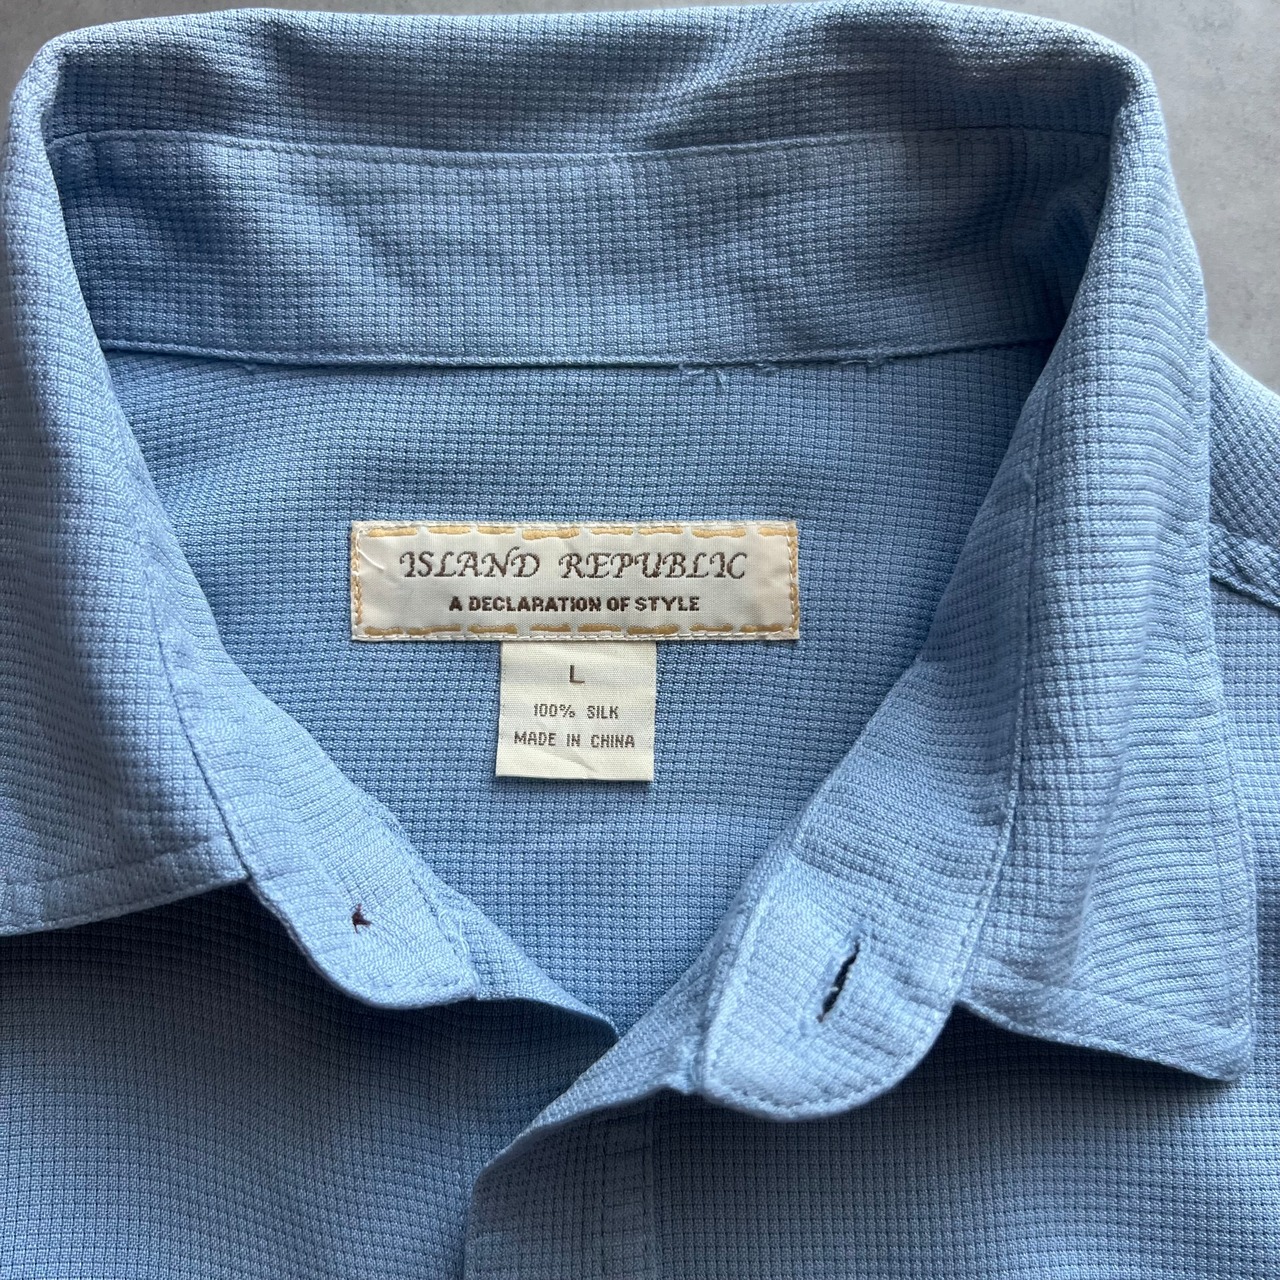 ISLAND REPUBLIC
A DECLARATION OF STYLE
L
100% SILK
MADE IN CHINA